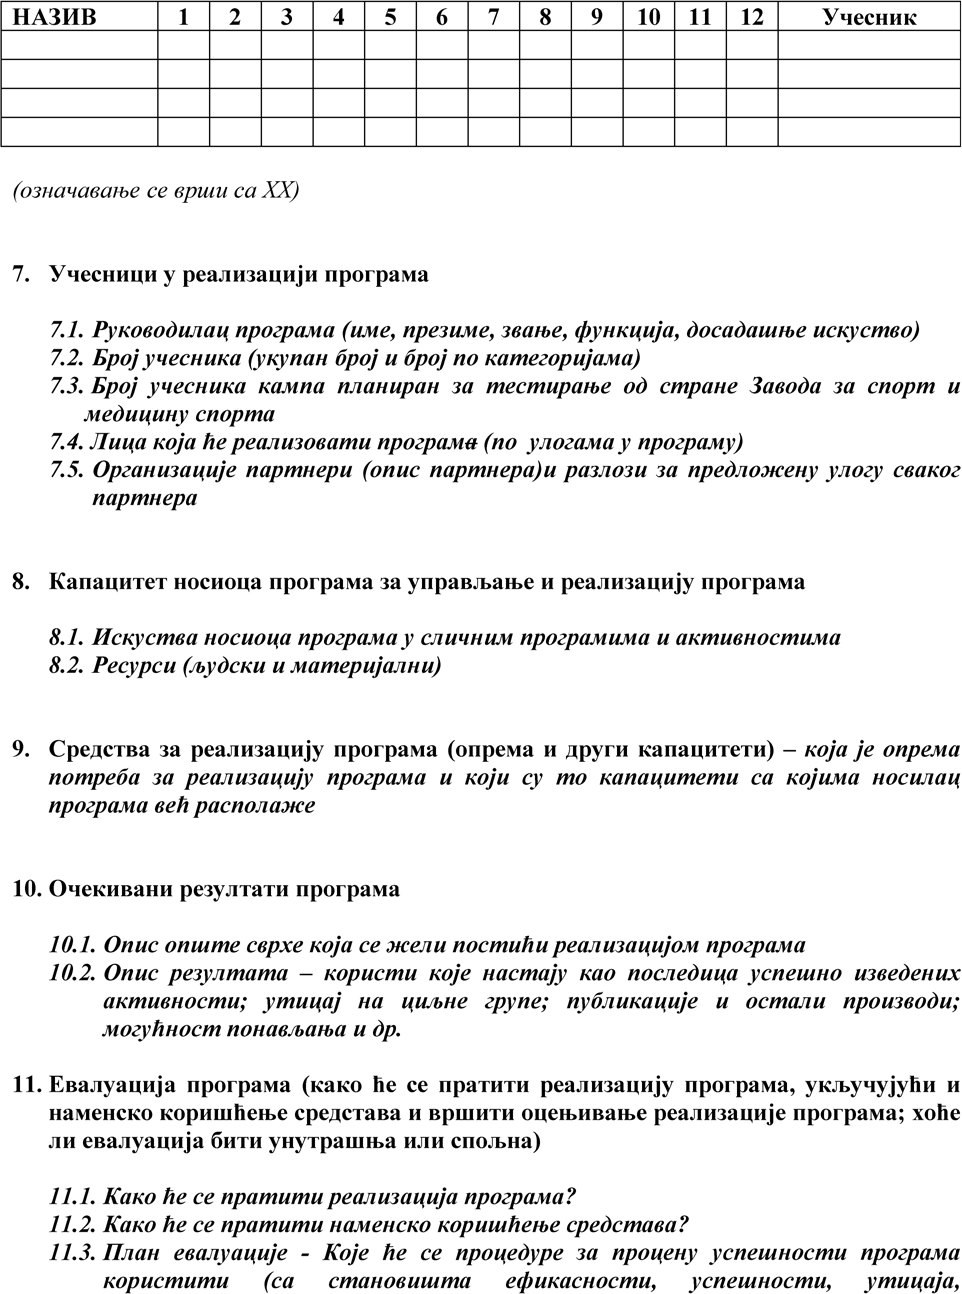 НАЗИВ 1 2 3 4 5 6 7 8 9 10 11 12 Учесник
(означавање се врши са XX)
7. Учесници у реализацији програма
7.1. Руководилац програма (име, презиме, звање, функција, досадашње искуство)
7.2. Број учесника (укупан број и број по категоријама)
7.3. Број учесника кампа планиран за тестирање од стране Завода за спорт и
медицину спорта
7.4. Лица која ће реализовати програма (по улогама у програму)
7.5. Организације партнери (опис партнера)и разлози за предложену улогу сваког
партнера
8. Капацитет носиоца програма за управљање и реализацију програма
8.1. Искуства носиоца програма у сличним програмима и активностима
8.2. Ресурси (људски и материјални)
9. Средства за реализацију програма (опрема и други капацитети) – која је опрема
потреба за реализацију програма и који су то капацитети са којима носилац
програма већ располаже
10. Очекивани резултати програма
10.1. Опис опште сврхе која се жели постићи реализацијом програма
10.2. Опис резултата – користи које настају као последица успешно изведених
активности; утицај на циљне групе; публикације и остали производи;
могућност понављања и др.
11. Евалуација програма (како ће се пратити реализацију програма, укључујући и
наменско коришћење средстава и вршити оцењивање реализације програма; хоће
ли евалуација бити унутрашња или спољна)
11.1. Како ће се пратити реализација програма?
11.2. Како ће се пратити наменско коришћење средстава?
11.3. План евалуације - Које ће се процедуре за процену успешности програма
користити (са становишта ефикасности, успешности, утицаја,